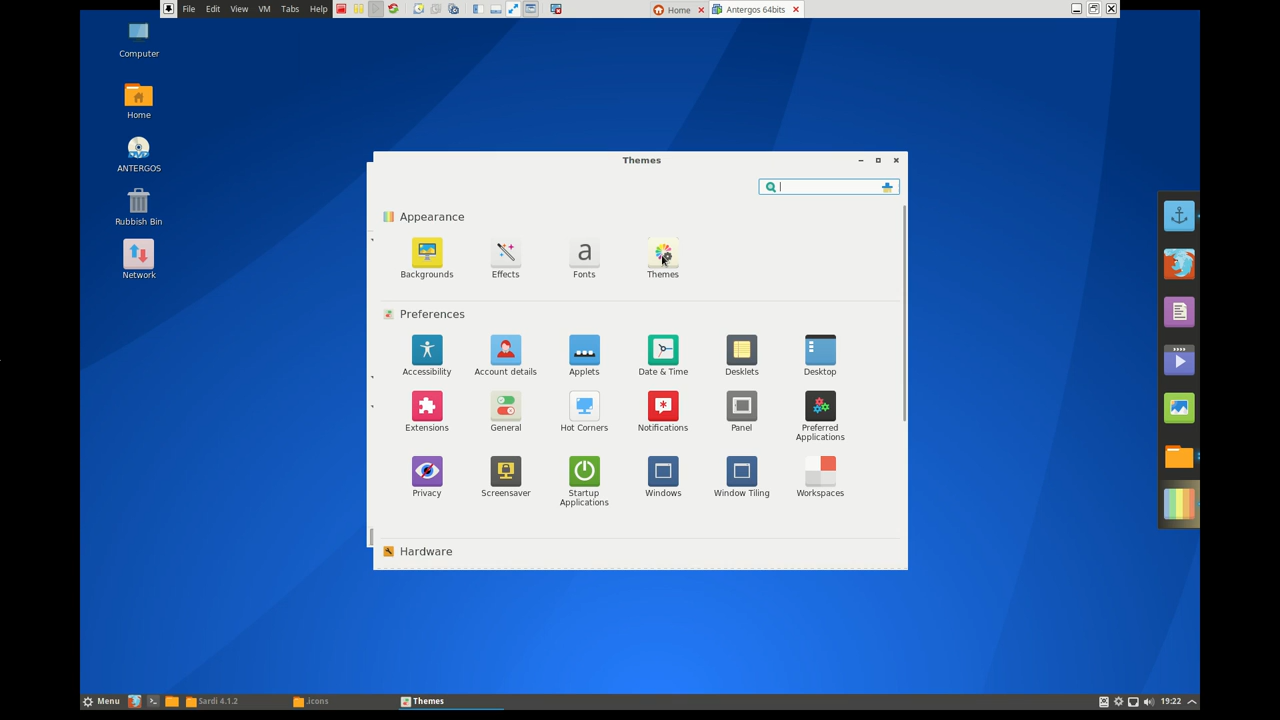 File Edit View VM Tabs Help
Home
Antergos 64bits
Computer
Home
ANTERGOS
Rubbish Bin
Network
Themes
Appearance
Backgrounds Effects Fonts Themes
Preferences
Accessibility Account details Applets Date & Time Desklets Desktop
Extensions General Hot Corners Notifications Panel Preferred
Applications
Privacy Screensaver Startup Windows Window Tiling Workspaces
Applications
Hardware
Menu Sardi 4.1.2 .icons Themes 19:22